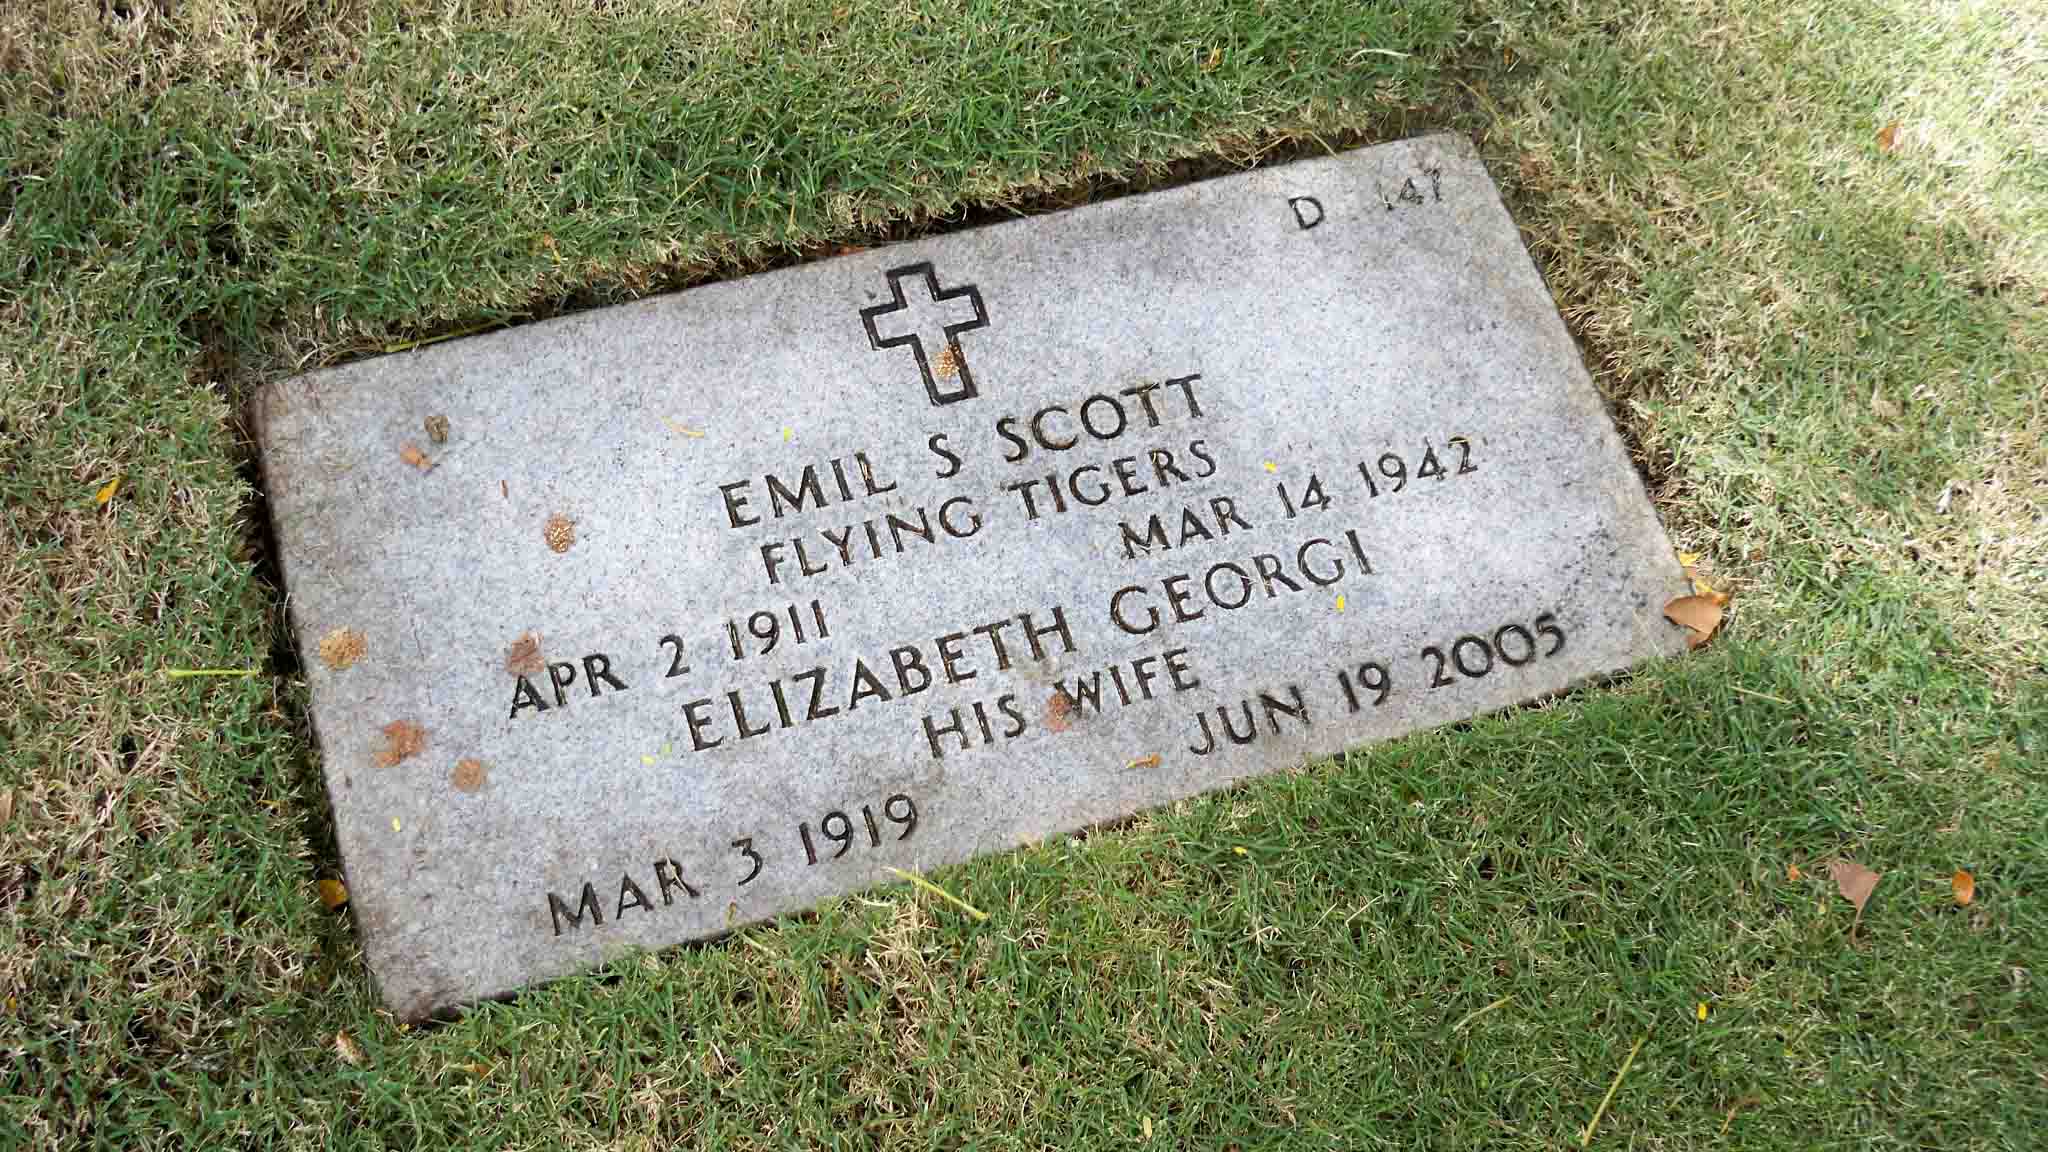 D 147
EMIL S SCOTT
FLYING TIGERS
APR 2 1911 MAR 14 1942
ELIZABETH GEORGI
HIS WIFE
MAR 3 1919 JUN 19 2005